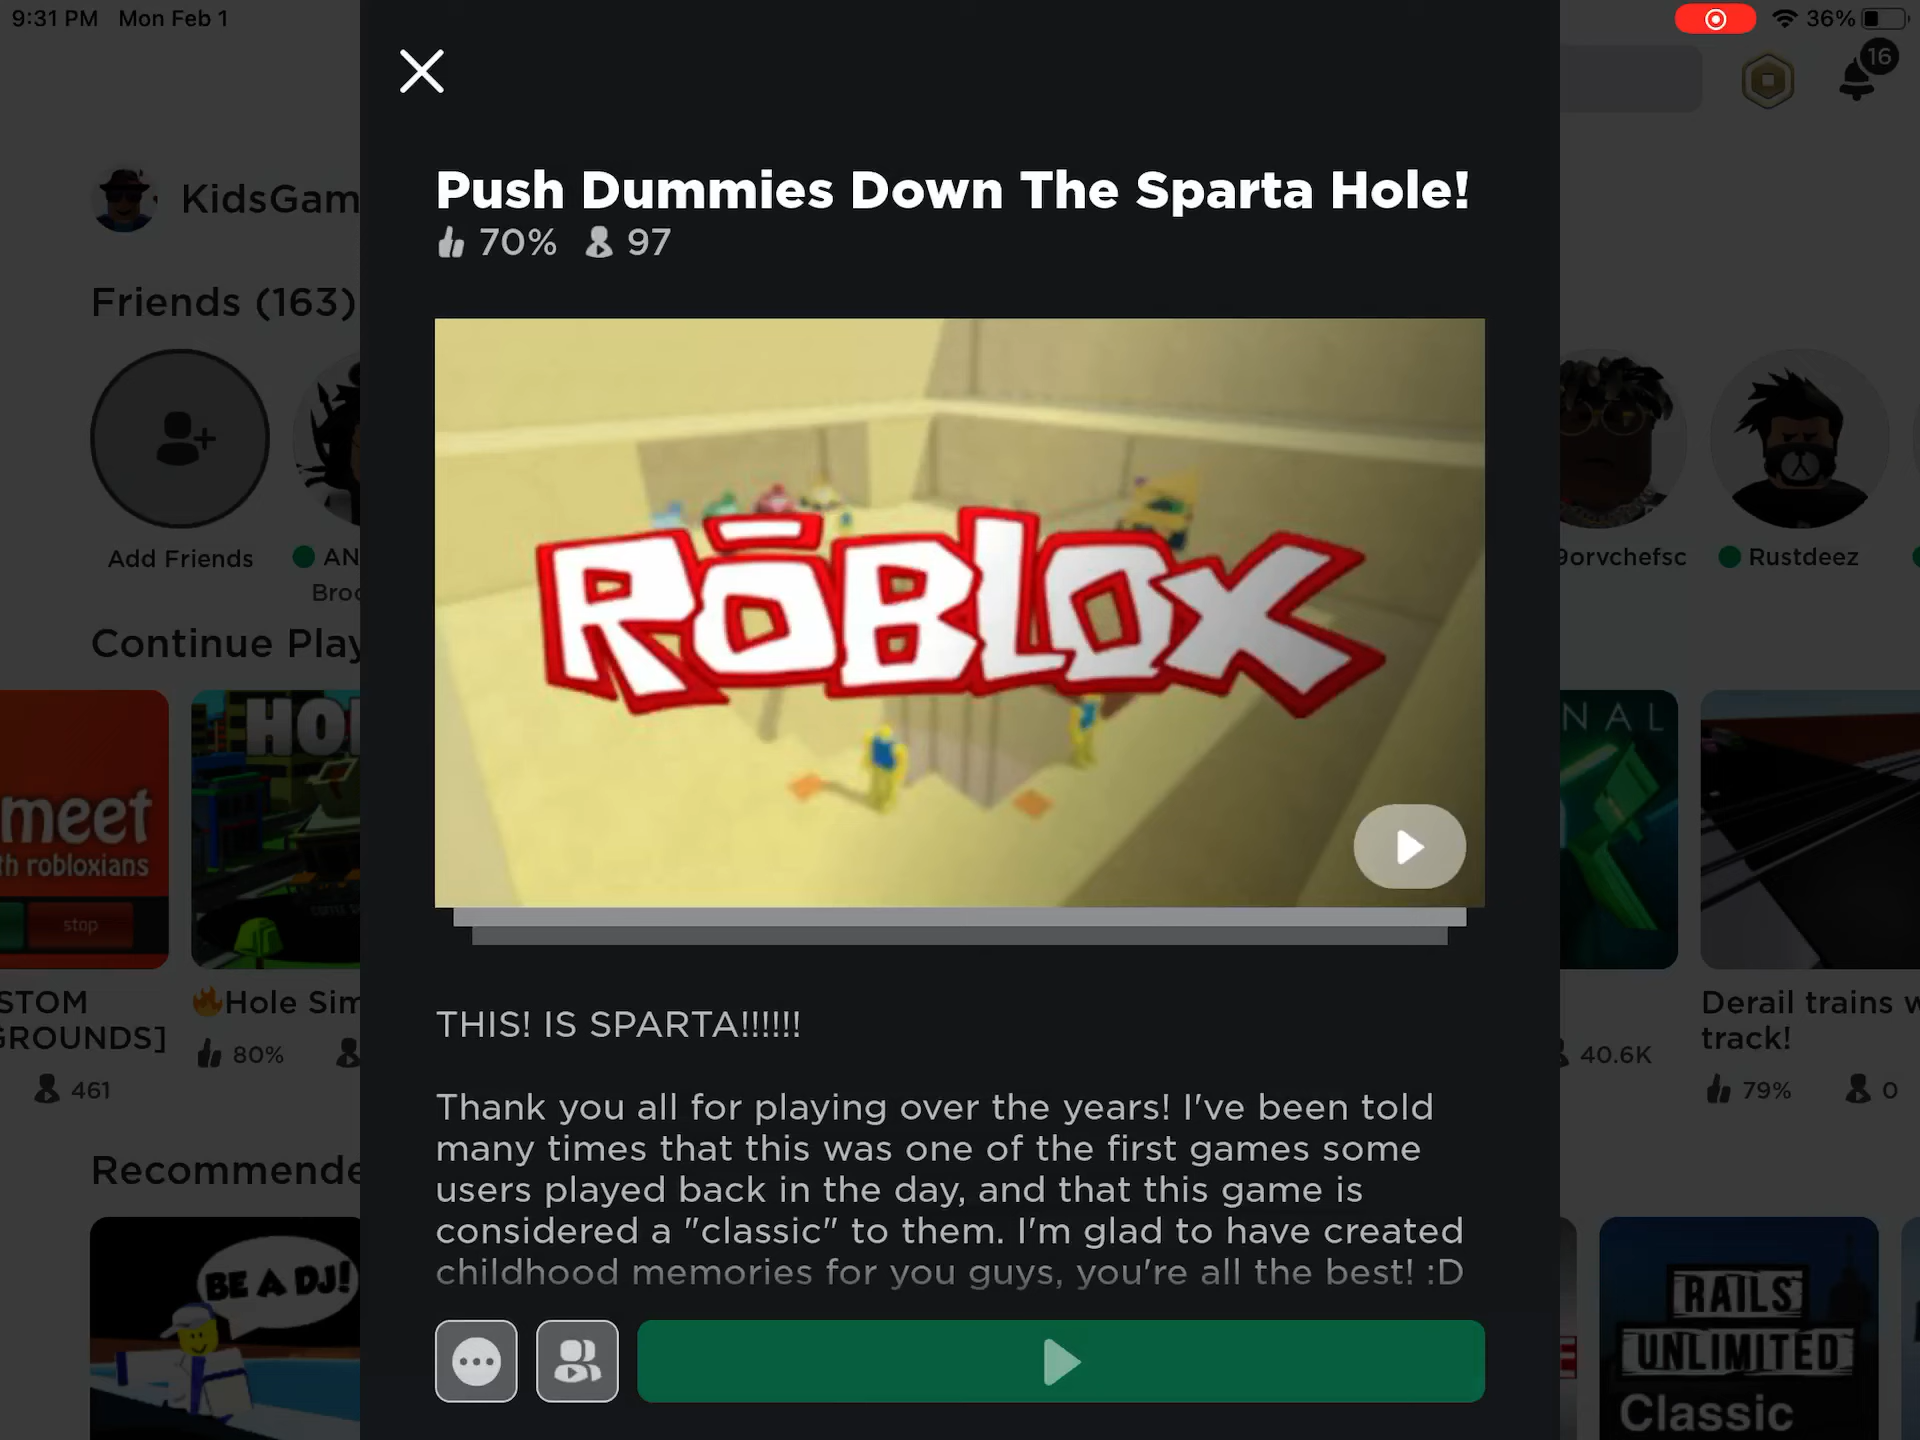 9:31 PM Mon Feb 1
36%
16
KidsGam
Push Dummies Down The Sparta Hole!
70% 97
Friends (163)
ROBLOX
Add Friends
AN
Broo
9orvchefsc
Rustdeez
Continue Play
meet
th robloxians
stop
HO
NAL
STOM
GROUNDS]
461
🔥Hole Sim
80%
40.6K
Derail trains w
track!
79% 0
THIS! IS SPARTA!!!!!!
Thank you all for playing over the years! I've been told
many times that this was one of the first games some
users played back in the day, and that this game is
considered a "classic" to them. I'm glad to have created
childhood memories for you guys, you're all the best! :D
Recommende
BE A DJ!
RAILS
UNLIMITED
Classic